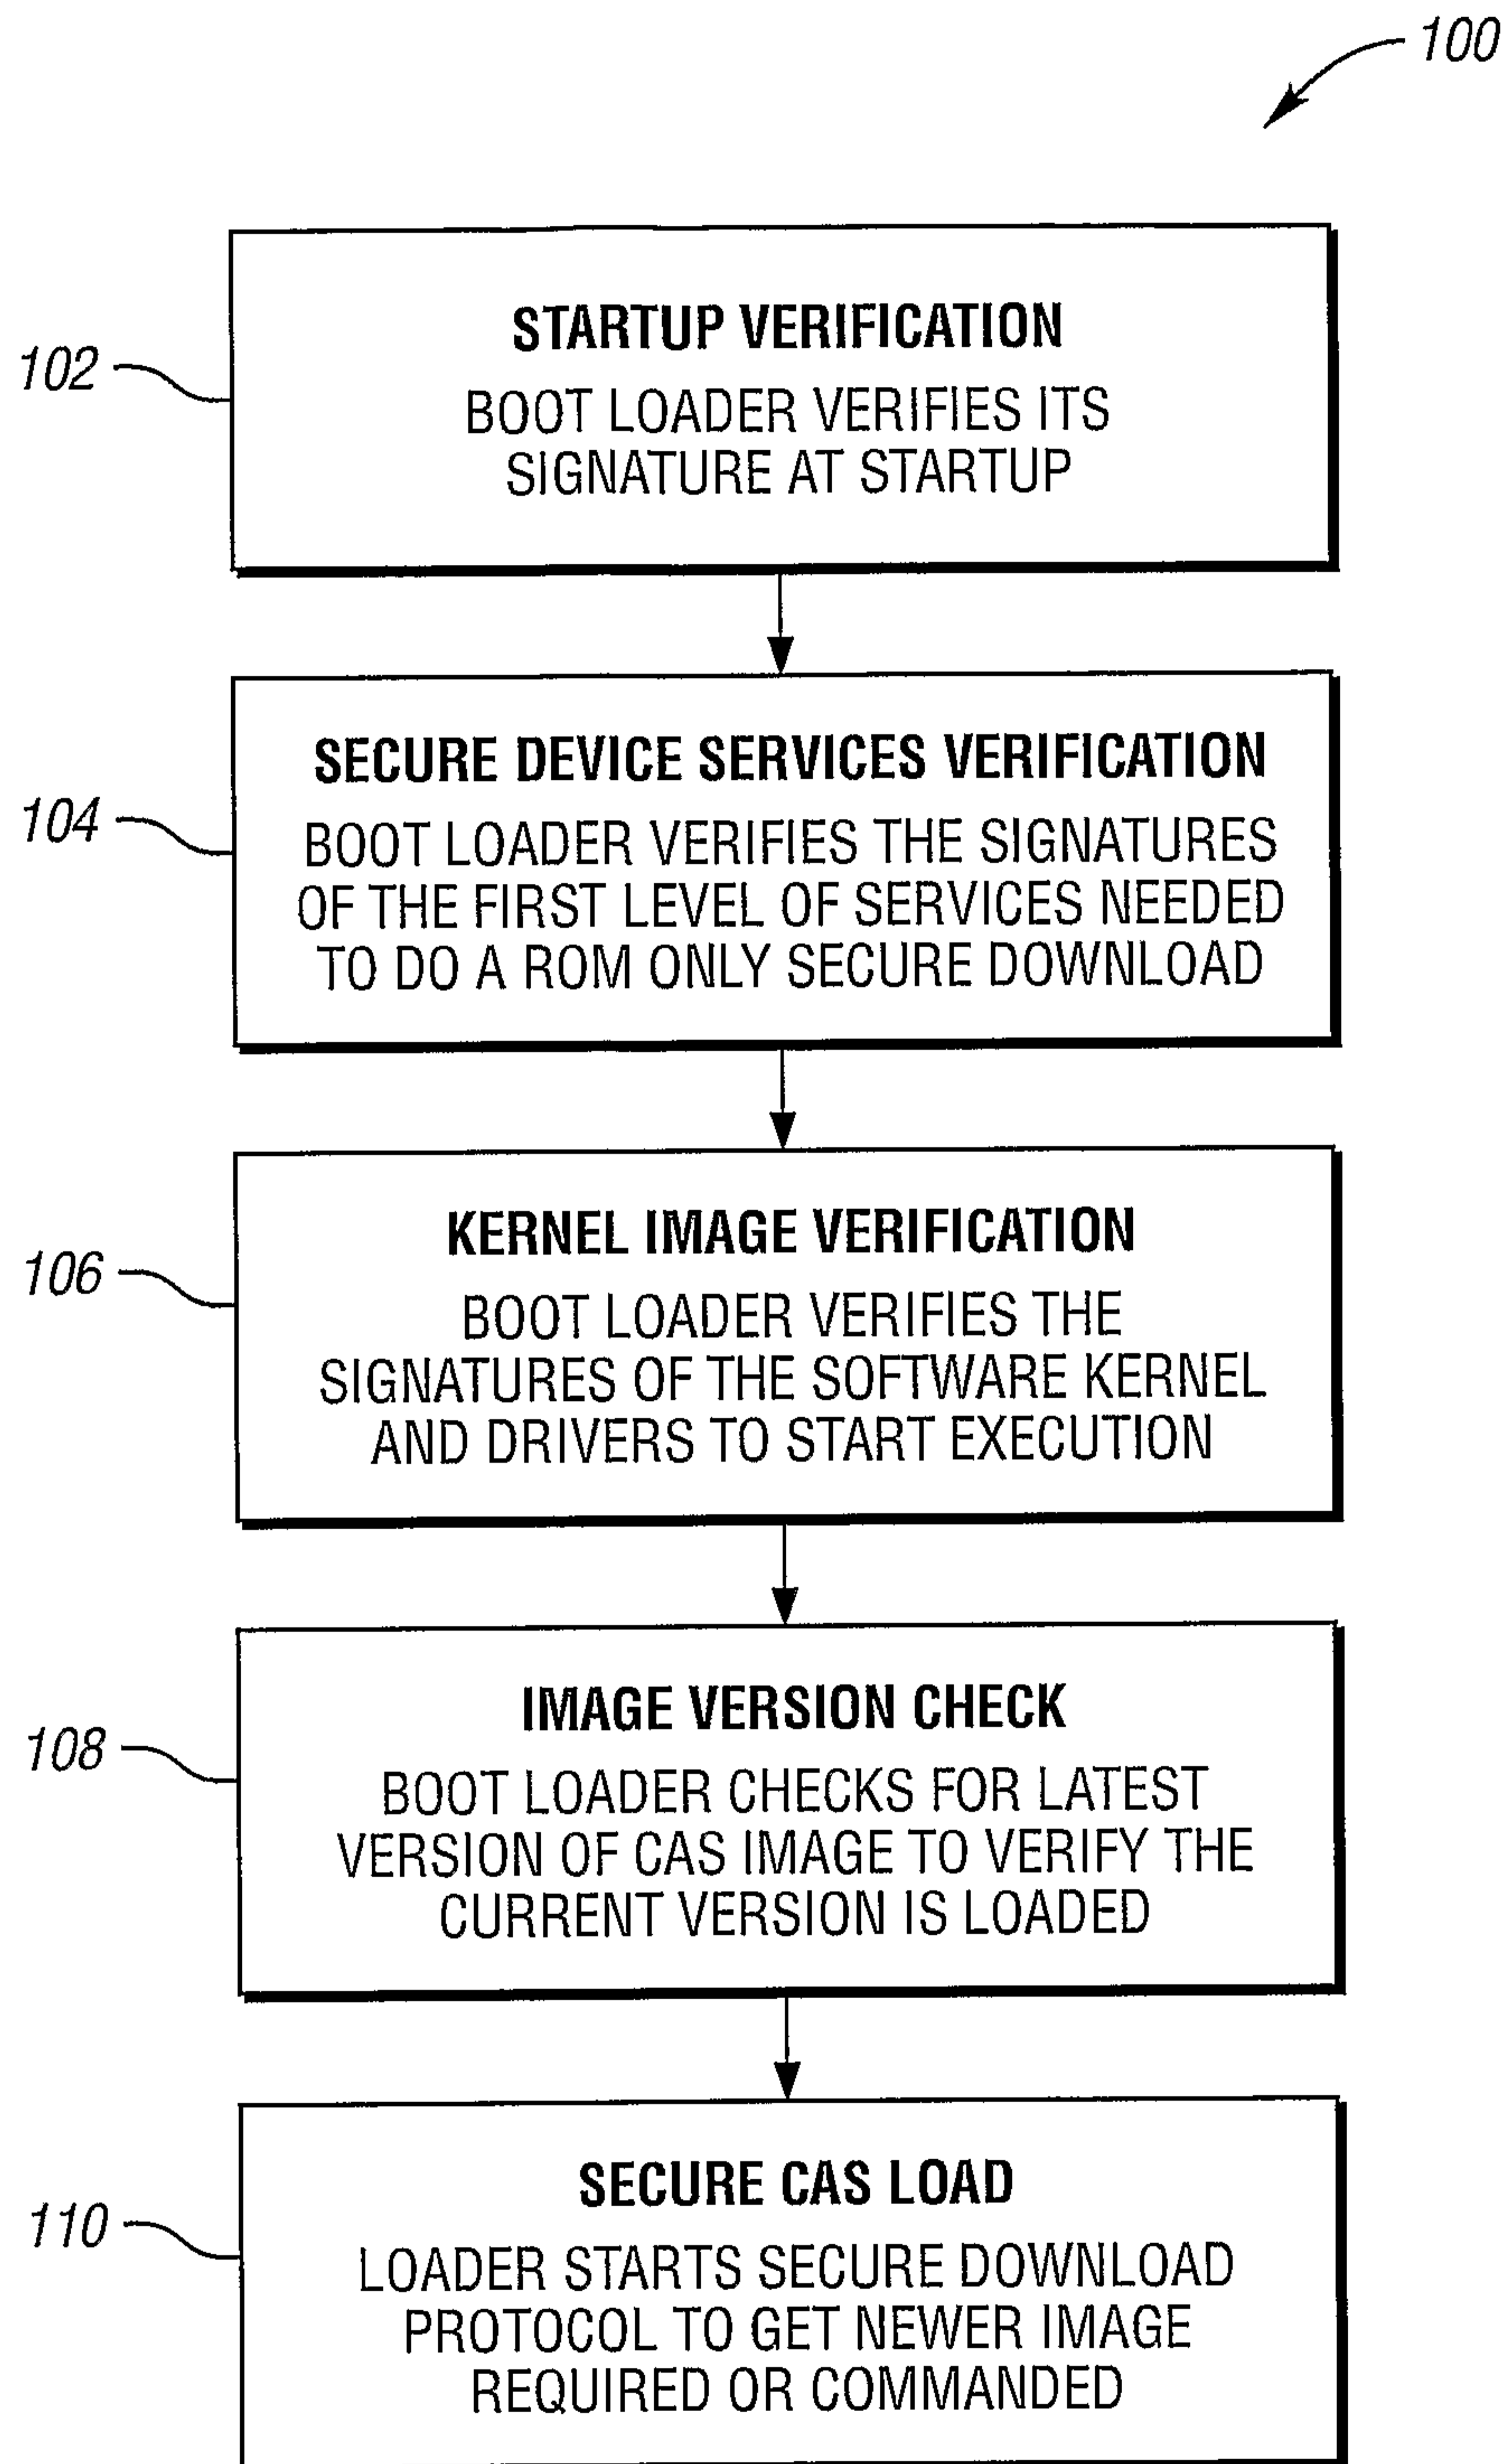 100
102
STARTUP VERIFICATION
BOOT LOADER VERIFIES ITS
SIGNATURE AT STARTUP
104
SECURE DEVICE SERVICES VERIFICATION
BOOT LOADER VERIFIES THE SIGNATURES
OF THE FIRST LEVEL OF SERVICES NEEDED
TO DO A ROM ONLY SECURE DOWNLOAD
106
KERNEL IMAGE VERIFICATION
BOOT LOADER VERIFIES THE
SIGNATURES OF THE SOFTWARE KERNEL
AND DRIVERS TO START EXECUTION
108
IMAGE VERSION CHECK
BOOT LOADER CHECKS FOR LATEST
VERSION OF CAS IMAGE TO VERIFY THE
CURRENT VERSION IS LOADED
110
SECURE CAS LOAD
LOADER STARTS SECURE DOWNLOAD
PROTOCOL TO GET NEWER IMAGE
REQUIRED OR COMMANDED